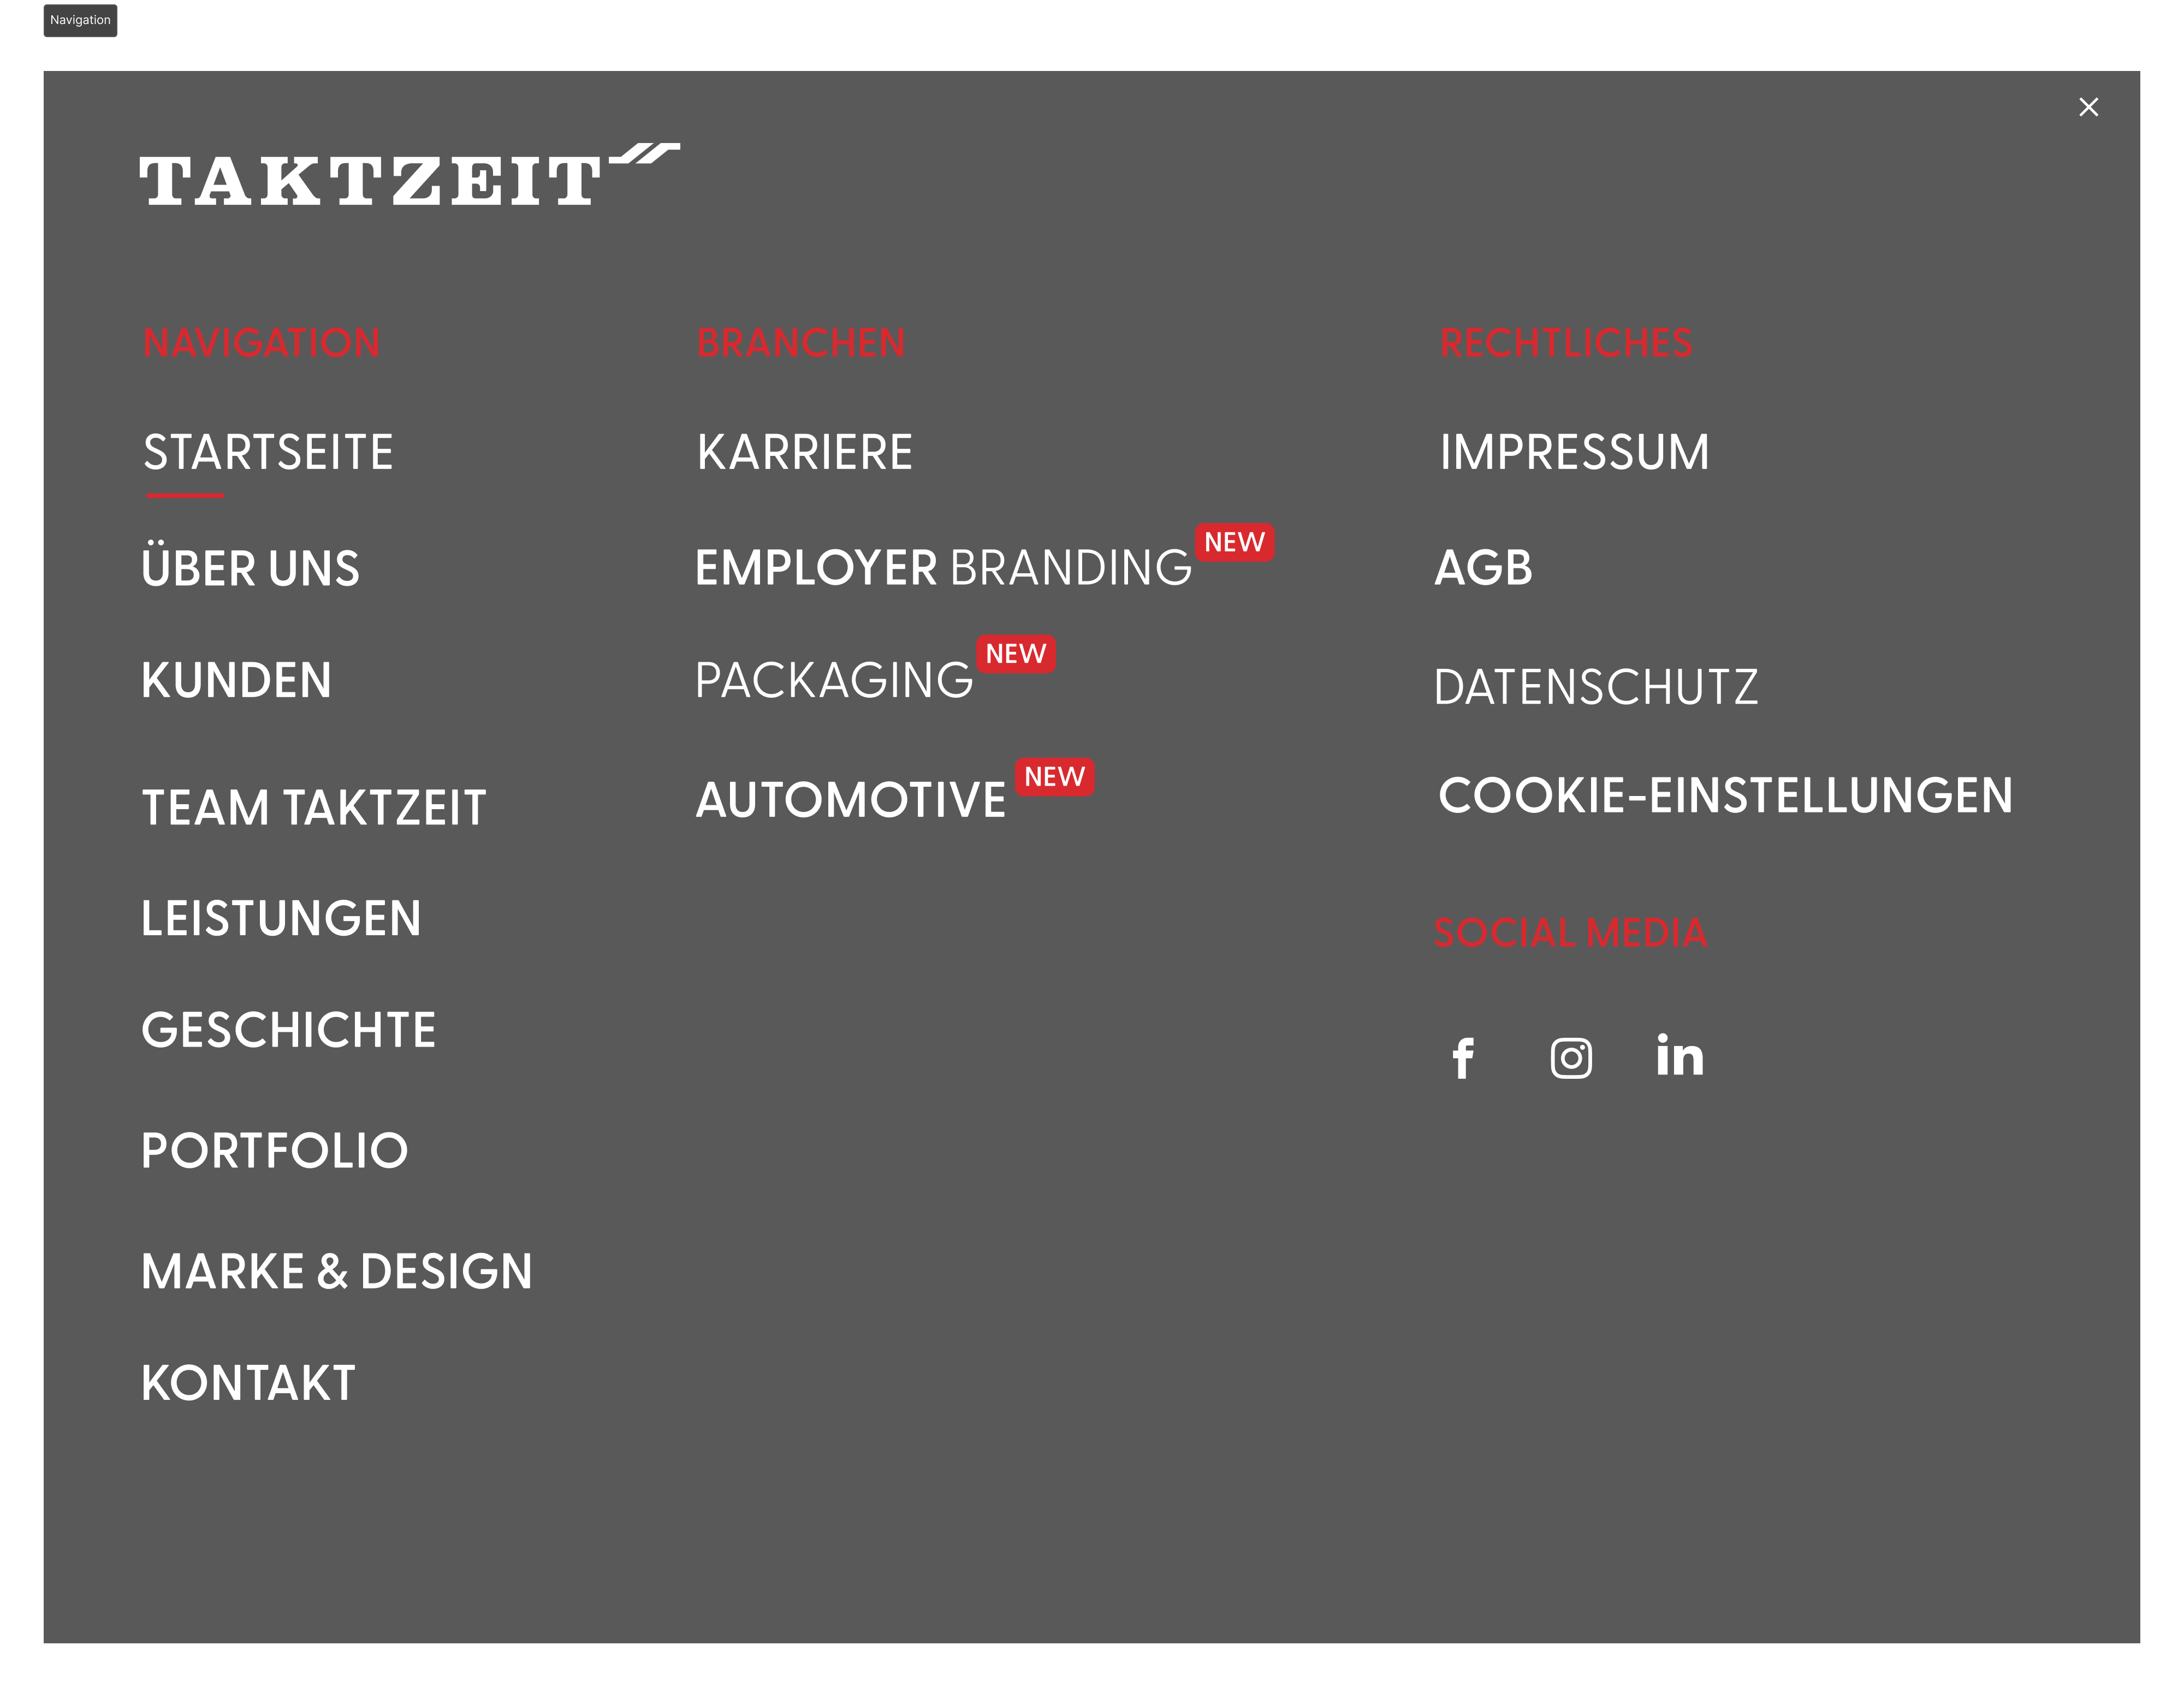 Navigation
TAKTZEIT
NAVIGATION
STARTSEITE
ÜBER UNS
KUNDEN
TEAM TAKTZEIT
LEISTUNGEN
GESCHICHTE
PORTFOLIO
MARKE & DESIGN
KONTAKT
BRANCHEN
KARRIERE
EMPLOYER BRANDING NEW
PACKAGING NEW
AUTOMOTIVE NEW
RECHTLICHES
IMPRESSUM
AGB
DATENSCHUTZ
COOKIE-EINSTELLUNGEN
SOCIAL MEDIA
f
in